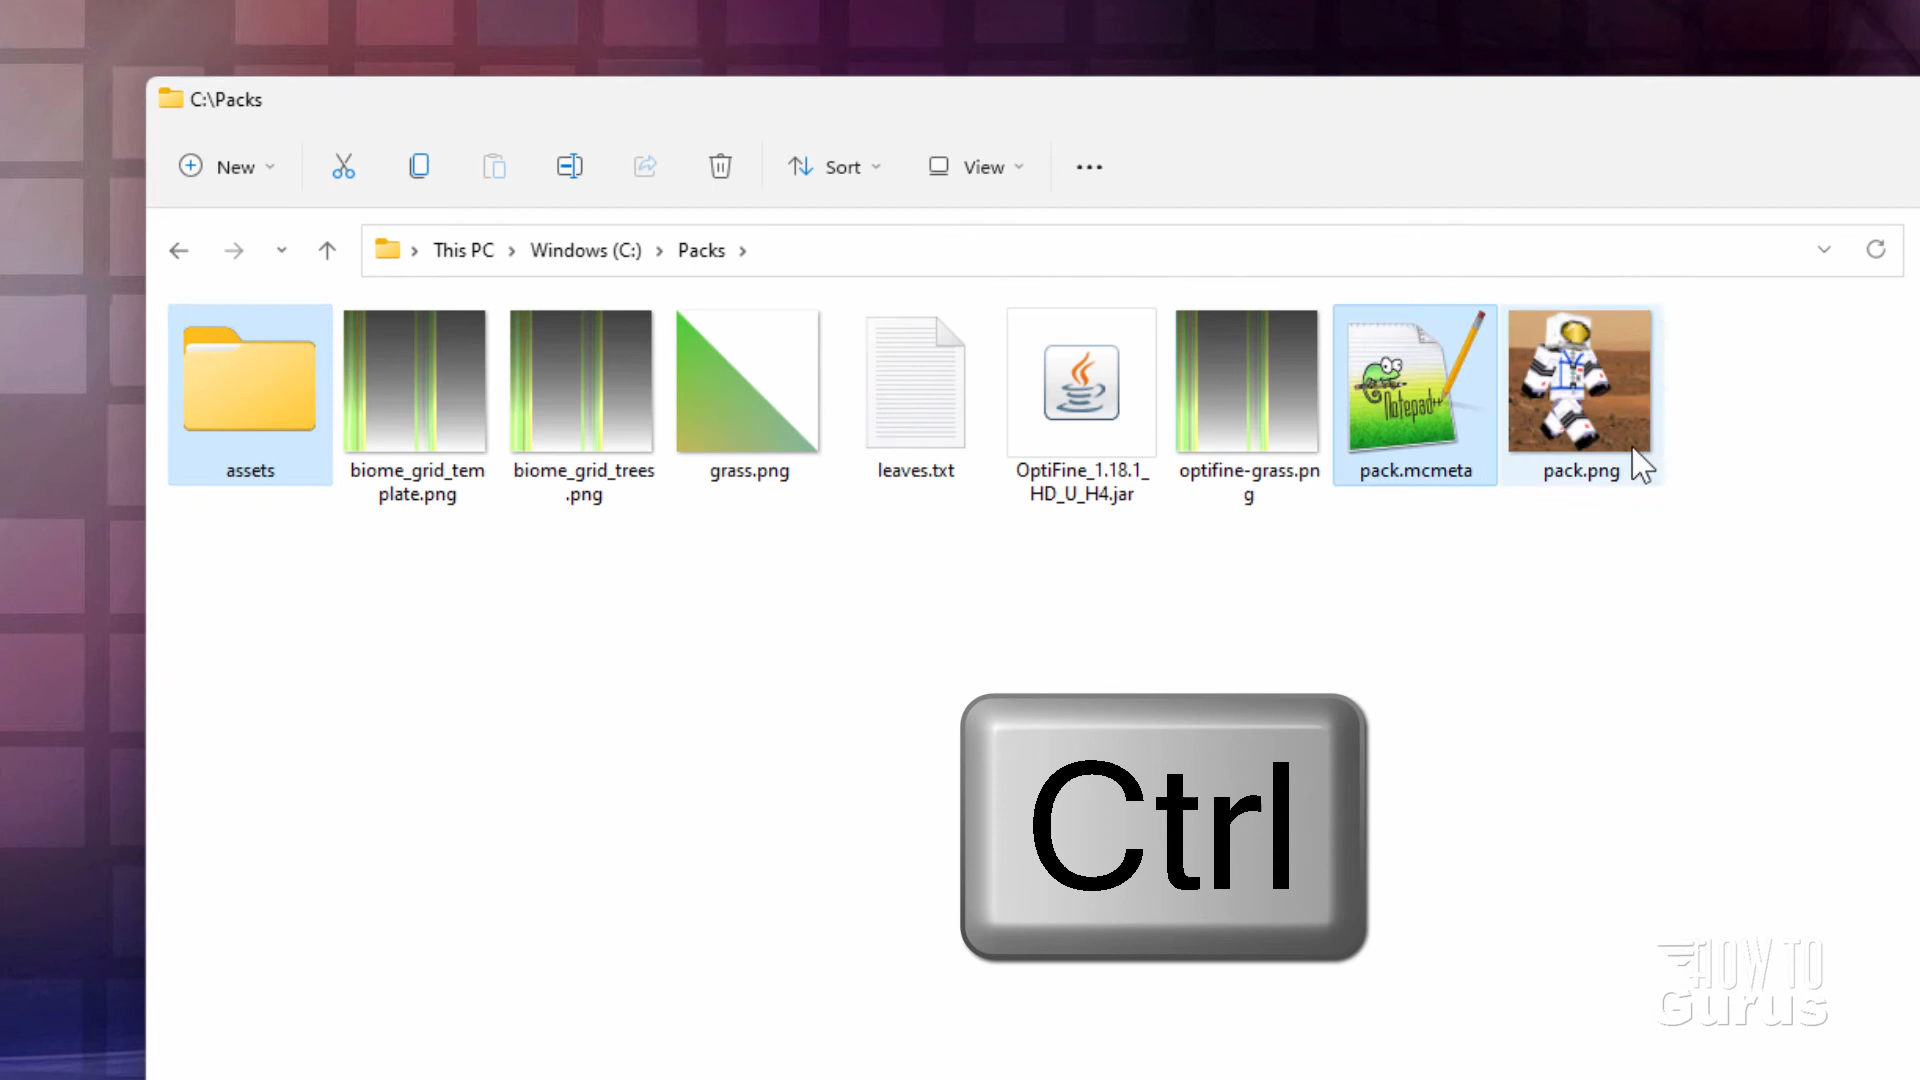 C:\Packs
New
Sort
View
This PC
Windows (C:)
Packs
assets
biome_grid_tem
plate.png
biome_grid_trees
.png
grass.png
leaves.txt
OptiFine_1.18.1_
HD_U_H4.jar
optifine-grass.pn
g
Notepad++
pack.mcmeta
pack.png
Ctrl
HOW TO
Gurus